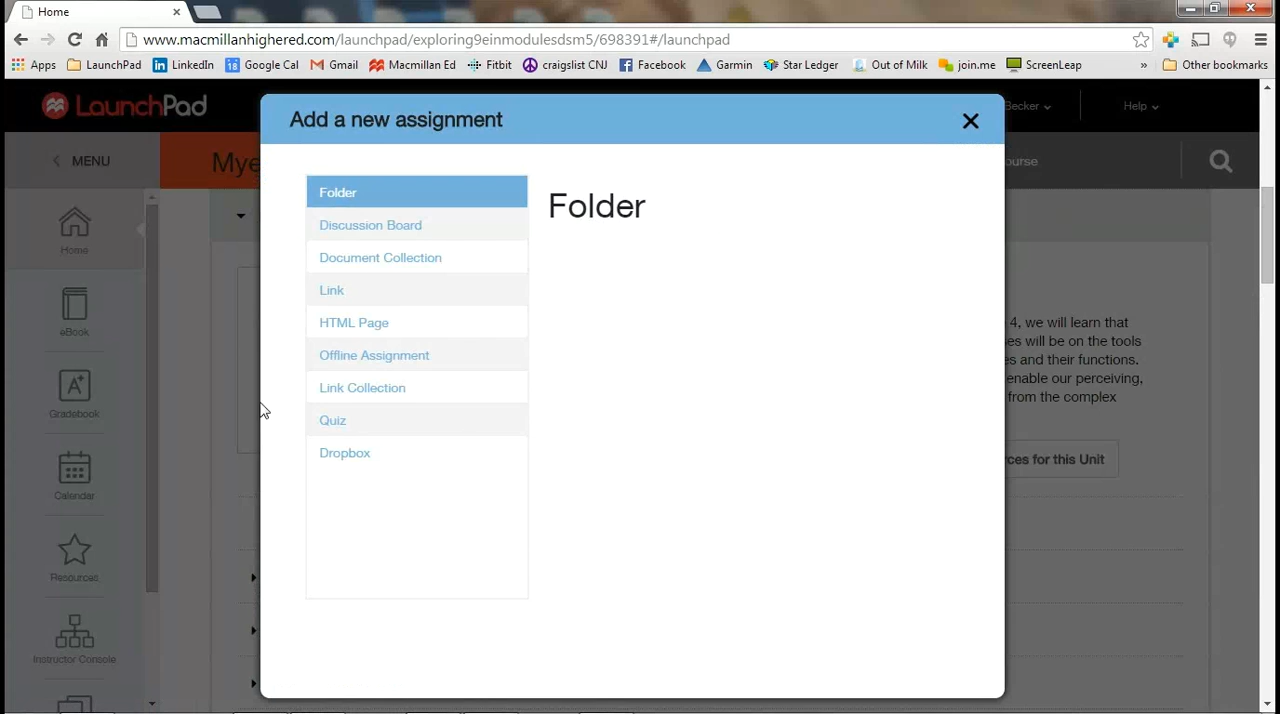 Home
www.macmillanhighered.com/launchpad/exploring9einmodulesdsm5/698391#/launchpad
Apps LaunchPad LinkedIn Google Cal Gmail Macmillan Ed Fitbit craigslist CNJ Facebook Garmin Star Ledger Out of Milk join.me ScreenLeap » Other bookmarks
LaunchPad
Becker
Help
Add a new assignment
MENU
Folder
Folder
Discussion Board
Document Collection
Link
HTML Page
Offline Assignment
Link Collection
Quiz
Dropbox
Home
eBook
Gradebook
Calendar
Resources
Instructor Console
4, we will learn that
es will be on the tools
es and their functions.
enable our perceiving,
from the complex
rces for this Unit